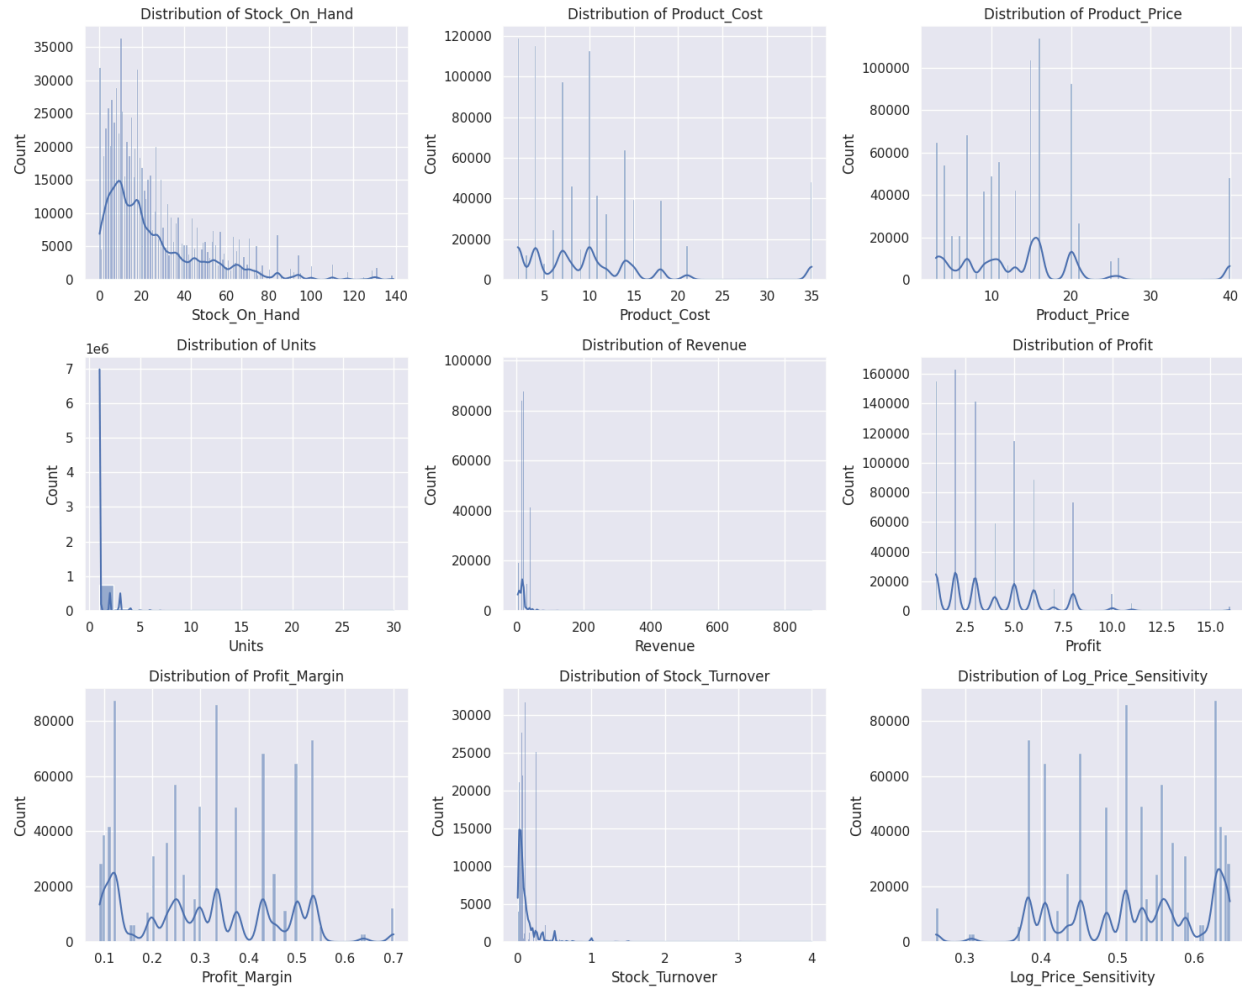 Distribution of Stock_On_Hand
35000
30000
25000
20000
15000
10000
5000
0
Count
0 20 40 60 80 100 120 140
Stock_On_Hand
Distribution of Product_Cost
120000
100000
80000
60000
40000
20000
0
Count
5 10 15 20 25 30 35
Product_Cost
Distribution of Product_Price
100000
80000
60000
40000
20000
0
Count
10 20 30 40
Product_Price
Distribution of Units
1e6
7
6
5
4
3
2
1
0
Count
0 5 10 15 20 25 30
Units
Distribution of Revenue
100000
80000
60000
40000
20000
0
Count
0 200 400 600 800
Revenue
Distribution of Profit
160000
140000
120000
100000
80000
60000
40000
20000
0
Count
2.5 5.0 7.5 10.0 12.5 15.0
Profit
Distribution of Profit_Margin
80000
60000
40000
20000
0
Count
0.1 0.2 0.3 0.4 0.5 0.6 0.7
Profit_Margin
Distribution of Stock_Turnover
30000
25000
20000
15000
10000
5000
0
Count
0 1 2 3 4
Stock_Turnover
Distribution of Log_Price_Sensitivity
80000
60000
40000
20000
0
Count
0.3 0.4 0.5 0.6
Log_Price_Sensitivity